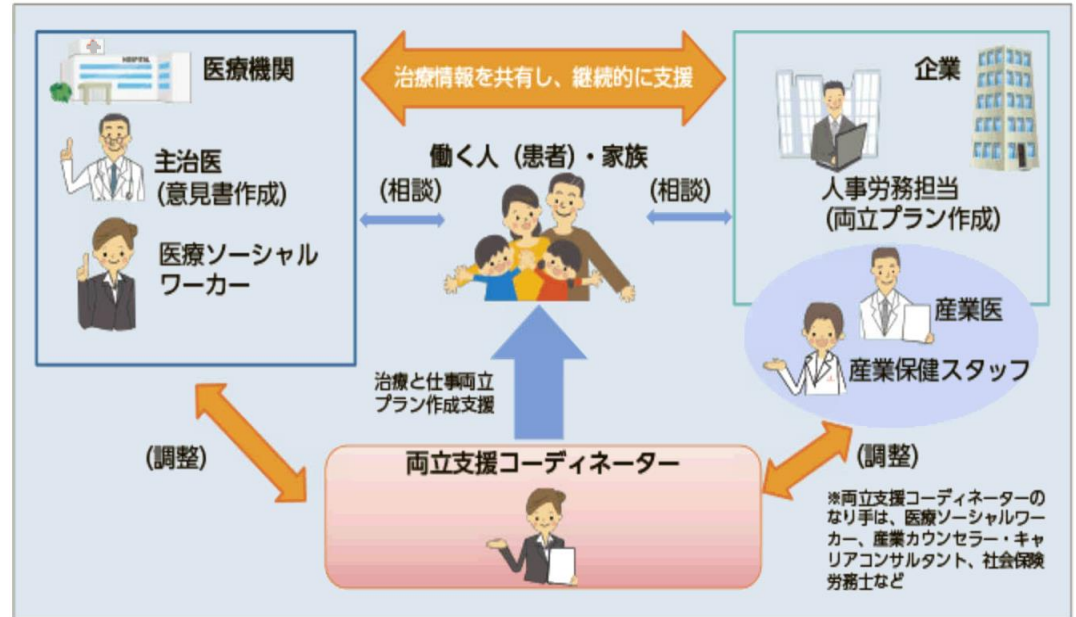 HOSPITAL
医療機関
治療情報を共有し、継続的に支援
企業
主治医
(意見書作成)
働く人（患者）・家族
(相談)
(相談)
人事労務担当
(両立プラン作成)
医療ソーシャル
ワーカー
産業医
産業保健スタッフ
治療と仕事両立
プラン作成支援
(調整)
両立支援コーディネーター
(調整)
※両立支援コーディネーターの
なり手は、医療ソーシャルワー
カー、産業カウンセラー・キャ
リアコンサルタント、社会保険
労務士など